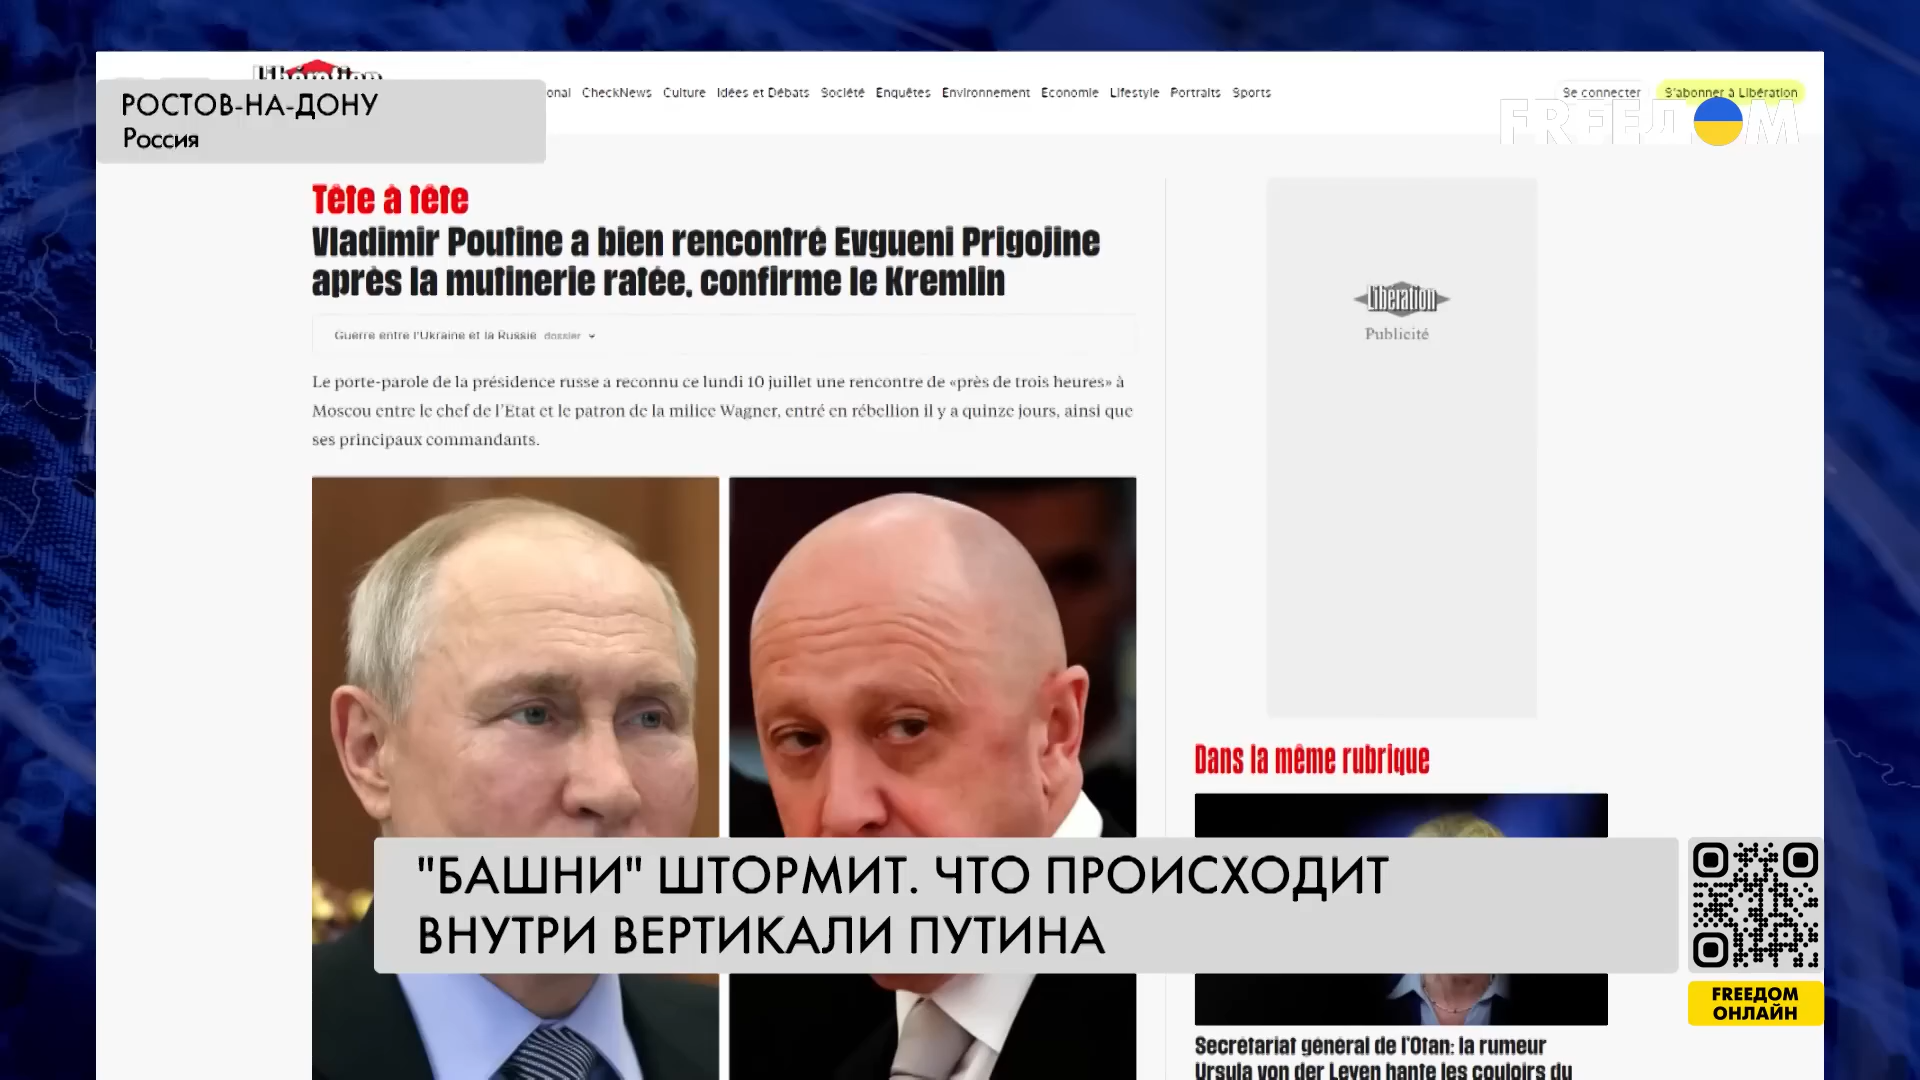 Libération
onal CheckNews Culture Idées et Débats Société Enquêtes Environnement Economie Lifestyle Portraits Sports
Se connecter
S'abonner à Libération
РОСТОВ-НА-ДОНУ
Россия
FREEДOM
Tête à tête
Vladimir Poutine a bien rencontré Evgueni Prigojine
après la mutinerie ratée, confirme le Kremlin
Guerre entre l'Ukraine et la Russie dossier
Le porte-parole de la présidence russe a reconnu ce lundi 10 juillet une rencontre de «près de trois heures» à
Moscou entre le chef de l'Etat et le patron de la milice Wagner, entré en rébellion il y a quinze jours, ainsi que
ses principaux commandants.
Libération
Publicité
Dans la même rubrique
"БАШНИ" ШТОРМИТ. ЧТО ПРОИСХОДИТ
ВНУТРИ ВЕРТИКАЛИ ПУТИНА
FREEДОМ
ОНЛАЙН
Secrétariat général de l'Otan: la rumeur
Ursula von der Leyen hante les couloirs du